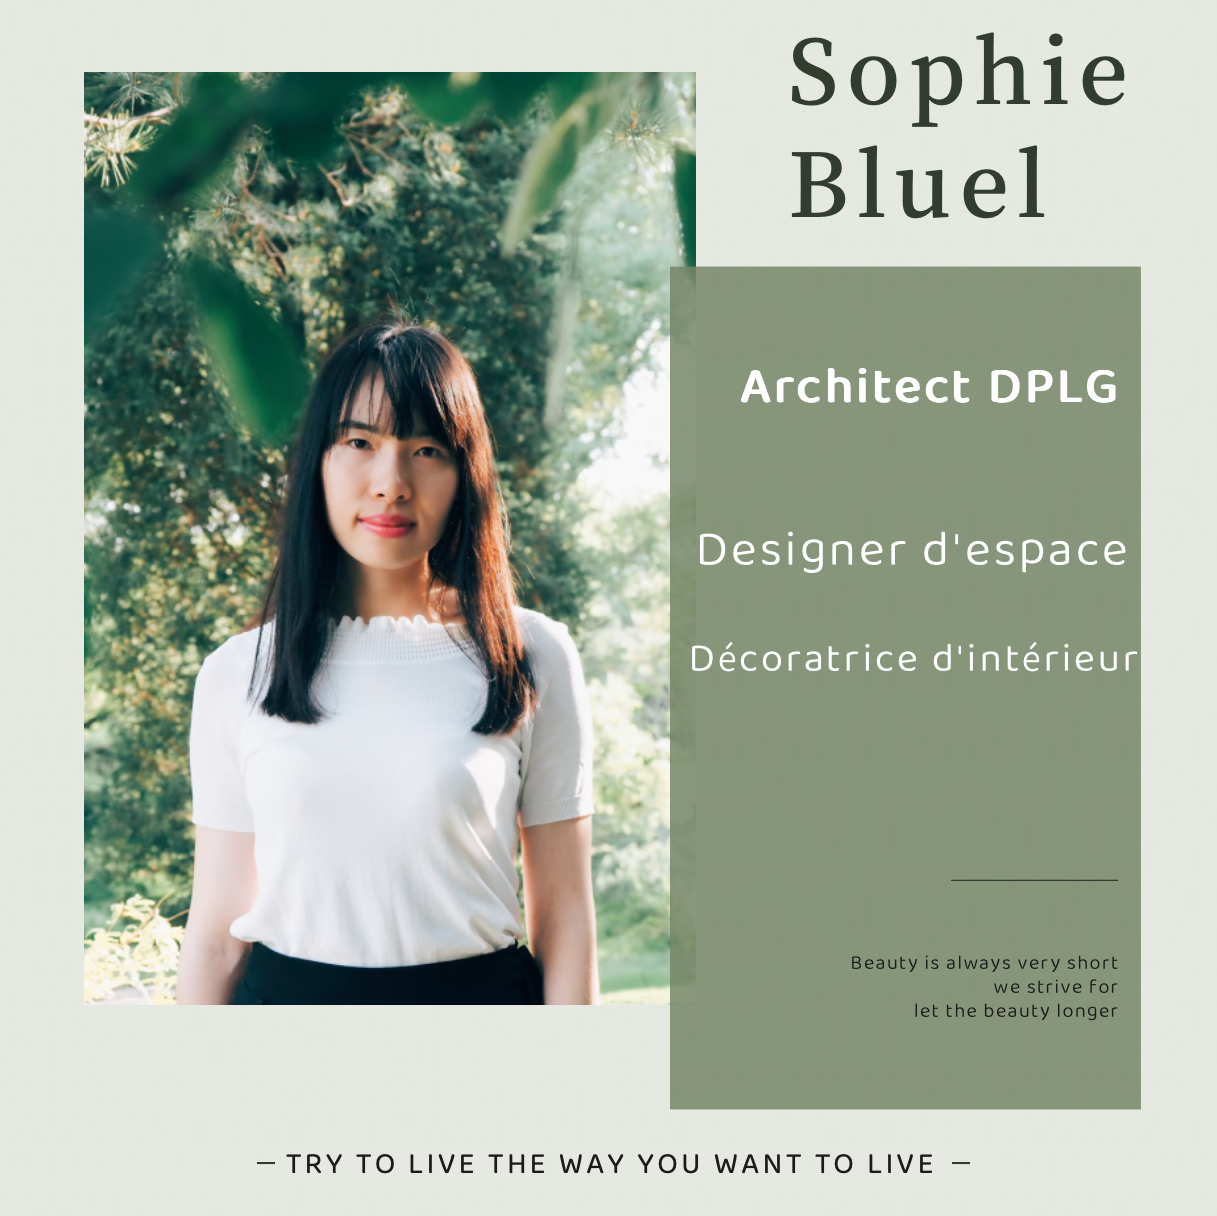 Sophie
Bluel
Architect DPLG
Designer d'espace
Décoratrice d'intérieur
Beauty is always very short
we strive for
let the beauty longer
– TRY TO LIVE THE WAY YOU WANT TO LIVE –